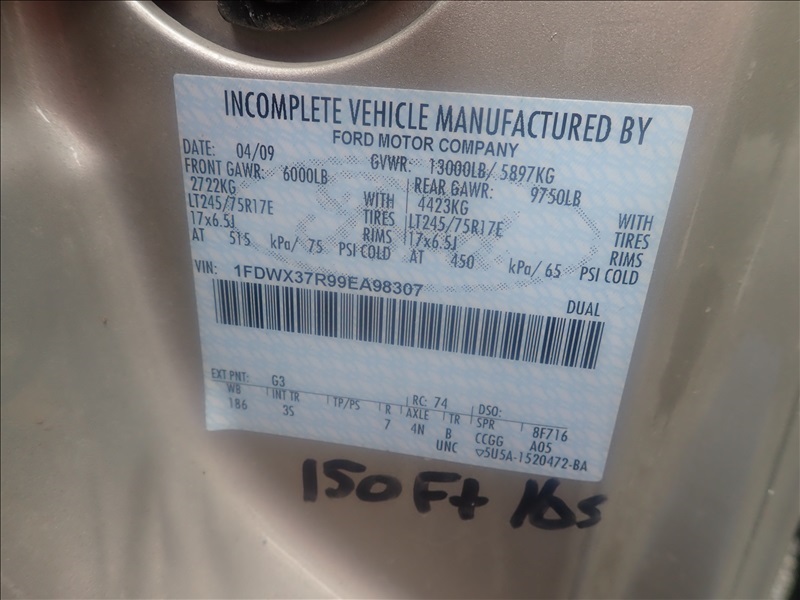 INCOMPLETE VEHICLE MANUFACTURED BY
FORD MOTOR COMPANY
DATE: 04/09 GVWR: 13000LB/ 5897KG
FRONT GAWR: 6000LB REAR GAWR: 9750LB
2722KG WITH 4423KG WITH
LT245/75R17E TIRES LT245/75R17E TIRES
17x6.5J RIMS 17x6.5J RIMS
AT 515 kPa/ 75 PSI COLD AT 450 kPa/ 65 PSI COLD
VIN: 1FDWX37R99EA98307
DUAL
EXT PNT: G3 RC: 74 DSO:
WB INT TR TP/PS R AXLE TR SPR 8F716
186 3S 7 4N B CCGG A05
UNC ▽5U5A-1520472-BA
150 Ft lbs